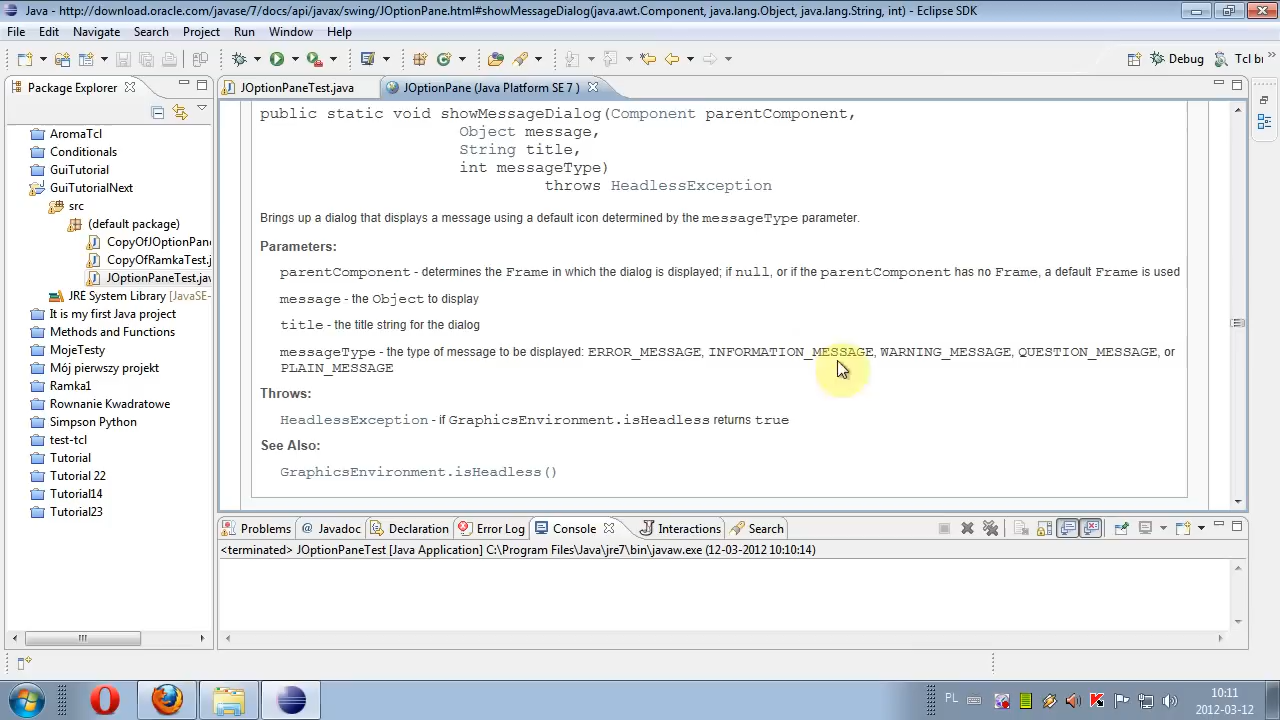 Java - http://download.oracle.com/javase/7/docs/api/javax/swing/JOptionPane.html#showMessageDialog(java.awt.Component, java.lang.Object, java.lang.String, int) - Eclipse SDK
File Edit Navigate Search Project Run Window Help
Debug Tcl br
Package Explorer
JOptionPaneTest.java
JOptionPane (Java Platform SE 7 )
AromaTcl
Conditionals
GuiTutorial
GuiTutorialNext
src
(default package)
CopyOfJOptionPan
CopyOfRamkaTest.j
JOptionPaneTest.jav
JRE System Library [JavaSE-
It is my first Java project
Methods and Functions
MojeTesty
Mój pierwszy projekt
Ramka1
Rownanie Kwadratowe
Simpson Python
test-tcl
Tutorial
Tutorial 22
Tutorial14
Tutorial23
public static void showMessageDialog(Component parentComponent,
Object message,
String title,
int messageType)
throws HeadlessException
Brings up a dialog that displays a message using a default icon determined by the messageType parameter.
Parameters:
parentComponent - determines the Frame in which the dialog is displayed; if null, or if the parentComponent has no Frame, a default Frame is used
message - the Object to display
title - the title string for the dialog
messageType - the type of message to be displayed: ERROR_MESSAGE, INFORMATION_MESSAGE, WARNING_MESSAGE, QUESTION_MESSAGE, or
PLAIN_MESSAGE
Throws:
HeadlessException - if GraphicsEnvironment.isHeadless returns true
See Also:
GraphicsEnvironment.isHeadless()
Problems @ Javadoc Declaration Error Log Console Interactions Search
<terminated> JOptionPaneTest [Java Application] C:\Program Files\Java\jre7\bin\javaw.exe (12-03-2012 10:10:14)
PL
10:11
2012-03-12